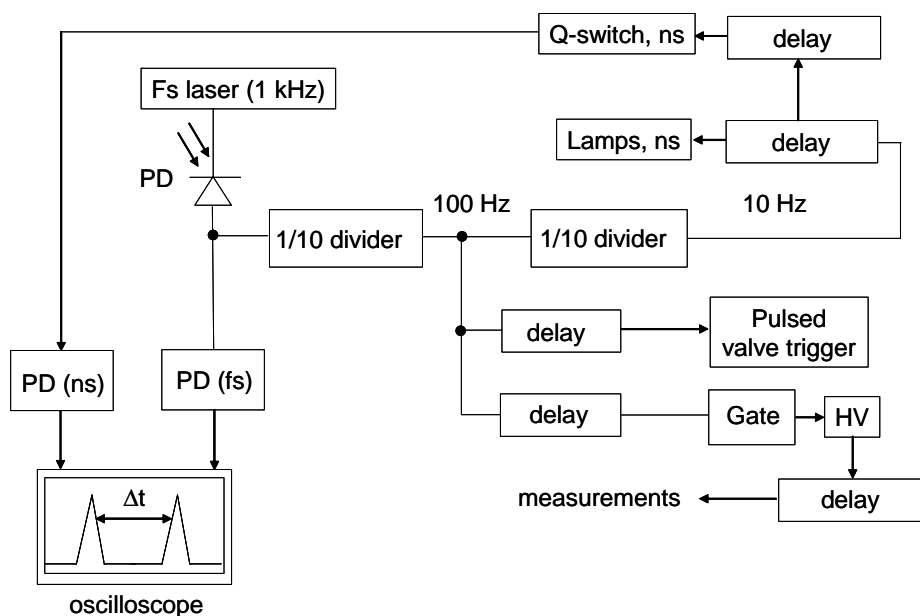 Q-switch, ns
delay
Fs laser (1 kHz)
Lamps, ns
delay
PD
100 Hz
10 Hz
1/10 divider
1/10 divider
delay
Pulsed
valve trigger
PD (ns)
PD (fs)
delay
Gate
HV
Δt
measurements
delay
oscilloscope